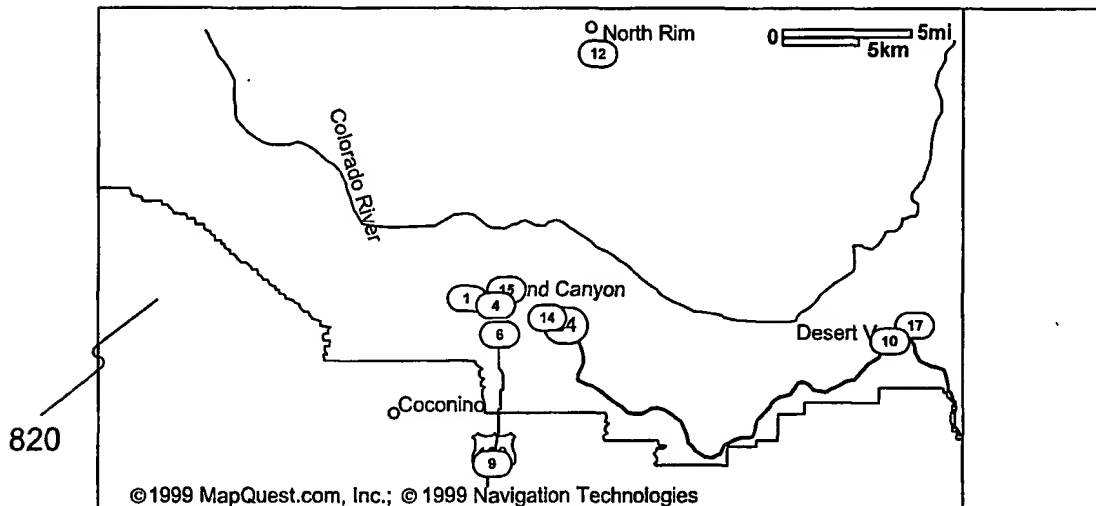 North Rim
12
0 5mi
5km
Colorado River
1
15
nd Canyon
4
14
4
6
Desert V
17
10
Coconino
9
820
©1999 MapQuest.com, Inc.; © 1999 Navigation Technologies